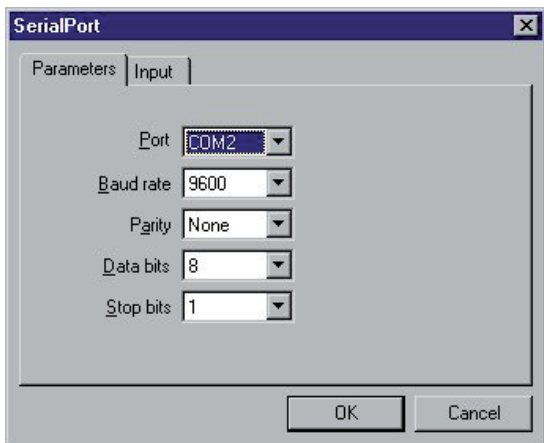 SerialPort
Parameters Input
Port COM2
Baud rate 9600
Parity None
Data bits 8
Stop bits 1
OK Cancel